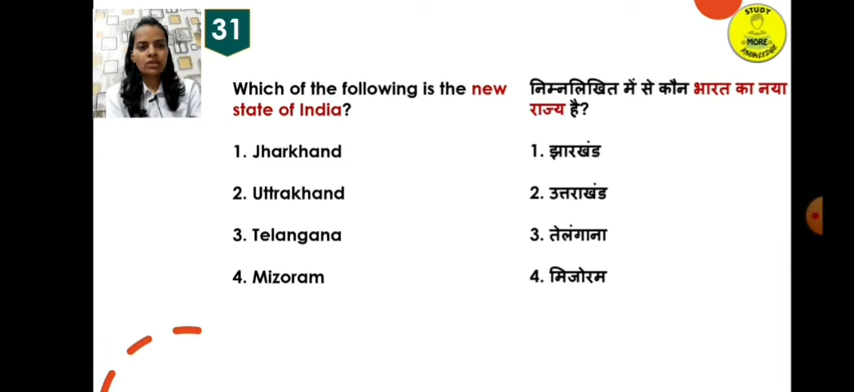 31
STUDY
MORE
KNOWLEDGE
Which of the following is the new
state of India?
1. Jharkhand
2. Uttrakhand
3. Telangana
4. Mizoram
निम्नलिखित में से कौन भारत का नया
राज्य है?
1. झारखंड
2. उत्तराखंड
3. तेलंगाना
4. मिजोरम